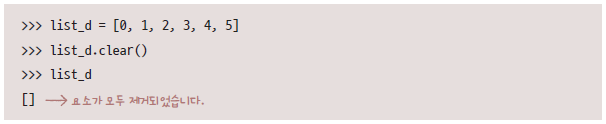 >>> list_d = [0, 1, 2, 3, 4, 5]
>>> list_d.clear()
>>> list_d
[] → 요소가 모두 제거되었습니다.